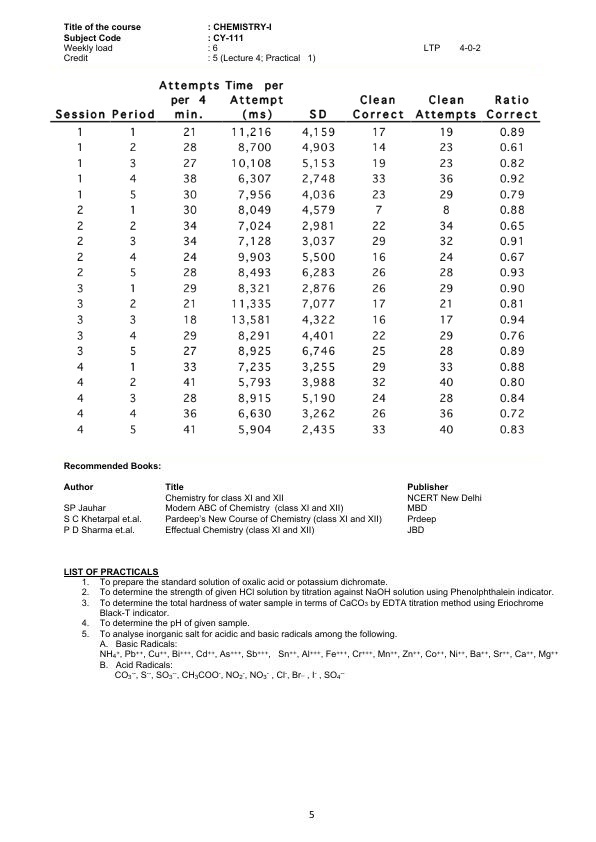 Title of the course : CHEMISTRY-I
Subject Code : CY-111
Weekly load : 6 LTP 4-0-2
Credit : 5 (Lecture 4; Practical 1)
Attempts Time per
per 4 Attempt Clean Clean Ratio
Session Period min. (ms) SD Correct Attempts Correct
1 1 21 11,216 4,159 17 19 0.89
1 2 28 8,700 4,903 14 23 0.61
1 3 27 10,108 5,153 19 23 0.82
1 4 38 6,307 2,748 33 36 0.92
1 5 30 7,956 4,036 23 29 0.79
2 1 30 8,049 4,579 7 8 0.88
2 2 34 7,024 2,981 22 34 0.65
2 3 34 7,128 3,037 29 32 0.91
2 4 24 9,903 5,500 16 24 0.67
2 5 28 8,493 6,283 26 28 0.93
3 1 29 8,321 2,876 26 29 0.90
3 2 21 11,335 7,077 17 21 0.81
3 3 18 13,581 4,322 16 17 0.94
3 4 29 8,291 4,401 22 29 0.76
3 5 27 8,925 6,746 25 28 0.89
4 1 33 7,235 3,255 29 33 0.88
4 2 41 5,793 3,988 32 40 0.80
4 3 28 8,915 5,190 24 28 0.84
4 4 36 6,630 3,262 26 36 0.72
4 5 41 5,904 2,435 33 40 0.83
Recommended Books:
Author Title Publisher
Chemistry for class XI and XII NCERT New Delhi
SP Jauhar Modern ABC of Chemistry (class XI and XII) MBD
S C Khetarpal et.al. Pardeep's New Course of Chemistry (class XI and XII) Prdeep
P D Sharma et.al. Effectual Chemistry (class XI and XII) JBD
LIST OF PRACTICALS
1. To prepare the standard solution of oxalic acid or potassium dichromate.
2. To determine the strength of given HCl solution by titration against NaOH solution using Phenolphthalein indicator.
3. To determine the total hardness of water sample in terms of CaCO₃ by EDTA titration method using Eriochrome
Black-T indicator.
4. To determine the pH of given sample.
5. To analyse inorganic salt for acidic and basic radicals among the following.
A. Basic Radicals:
NH₄⁺, Pb⁺⁺, Cu⁺⁺, Bi⁺⁺⁺, Cd⁺⁺, As⁺⁺⁺, Sb⁺⁺⁺, Sn⁺⁺, Al⁺⁺⁺, Fe⁺⁺⁺, Cr⁺⁺⁺, Mn⁺⁺, Zn⁺⁺, Co⁺⁺, Ni⁺⁺, Ba⁺⁺, Sr⁺⁺, Ca⁺⁺, Mg⁺⁺
B. Acid Radicals:
CO₃⁻⁻, S⁻⁻, SO₃⁻⁻, CH₃COO⁻, NO₂⁻, NO₃⁻ , Cl⁻, Br⁻ , I⁻ , SO₄⁻⁻
5